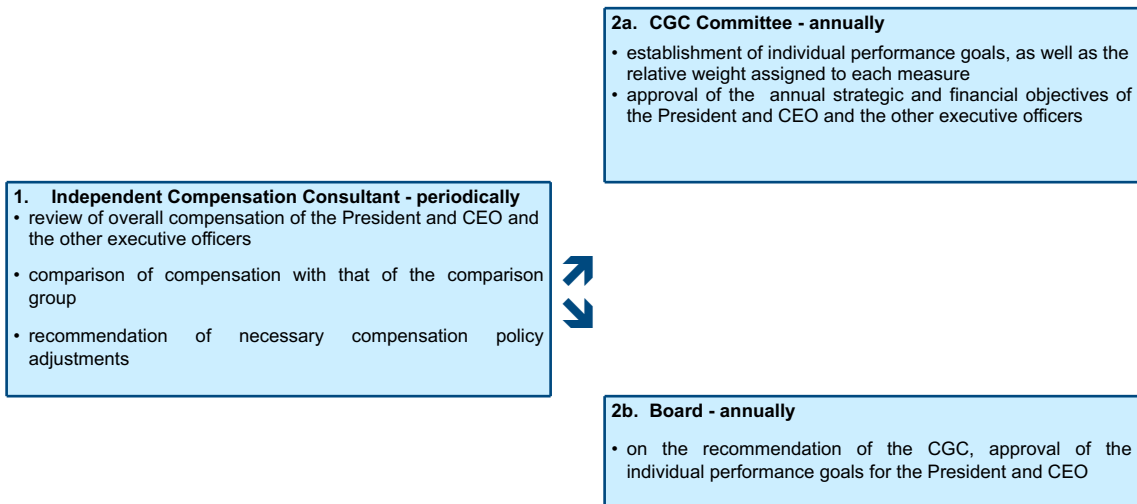 2a. CGC Committee - annually
• establishment of individual performance goals, as well as the
relative weight assigned to each measure
• approval of the annual strategic and financial objectives of
the President and CEO and the other executive officers
1. Independent Compensation Consultant - periodically
• review of overall compensation of the President and CEO and
the other executive officers
• comparison of compensation with that of the comparison
group
• recommendation of necessary compensation policy
adjustments
2b. Board - annually
• on the recommendation of the CGC, approval of the
individual performance goals for the President and CEO